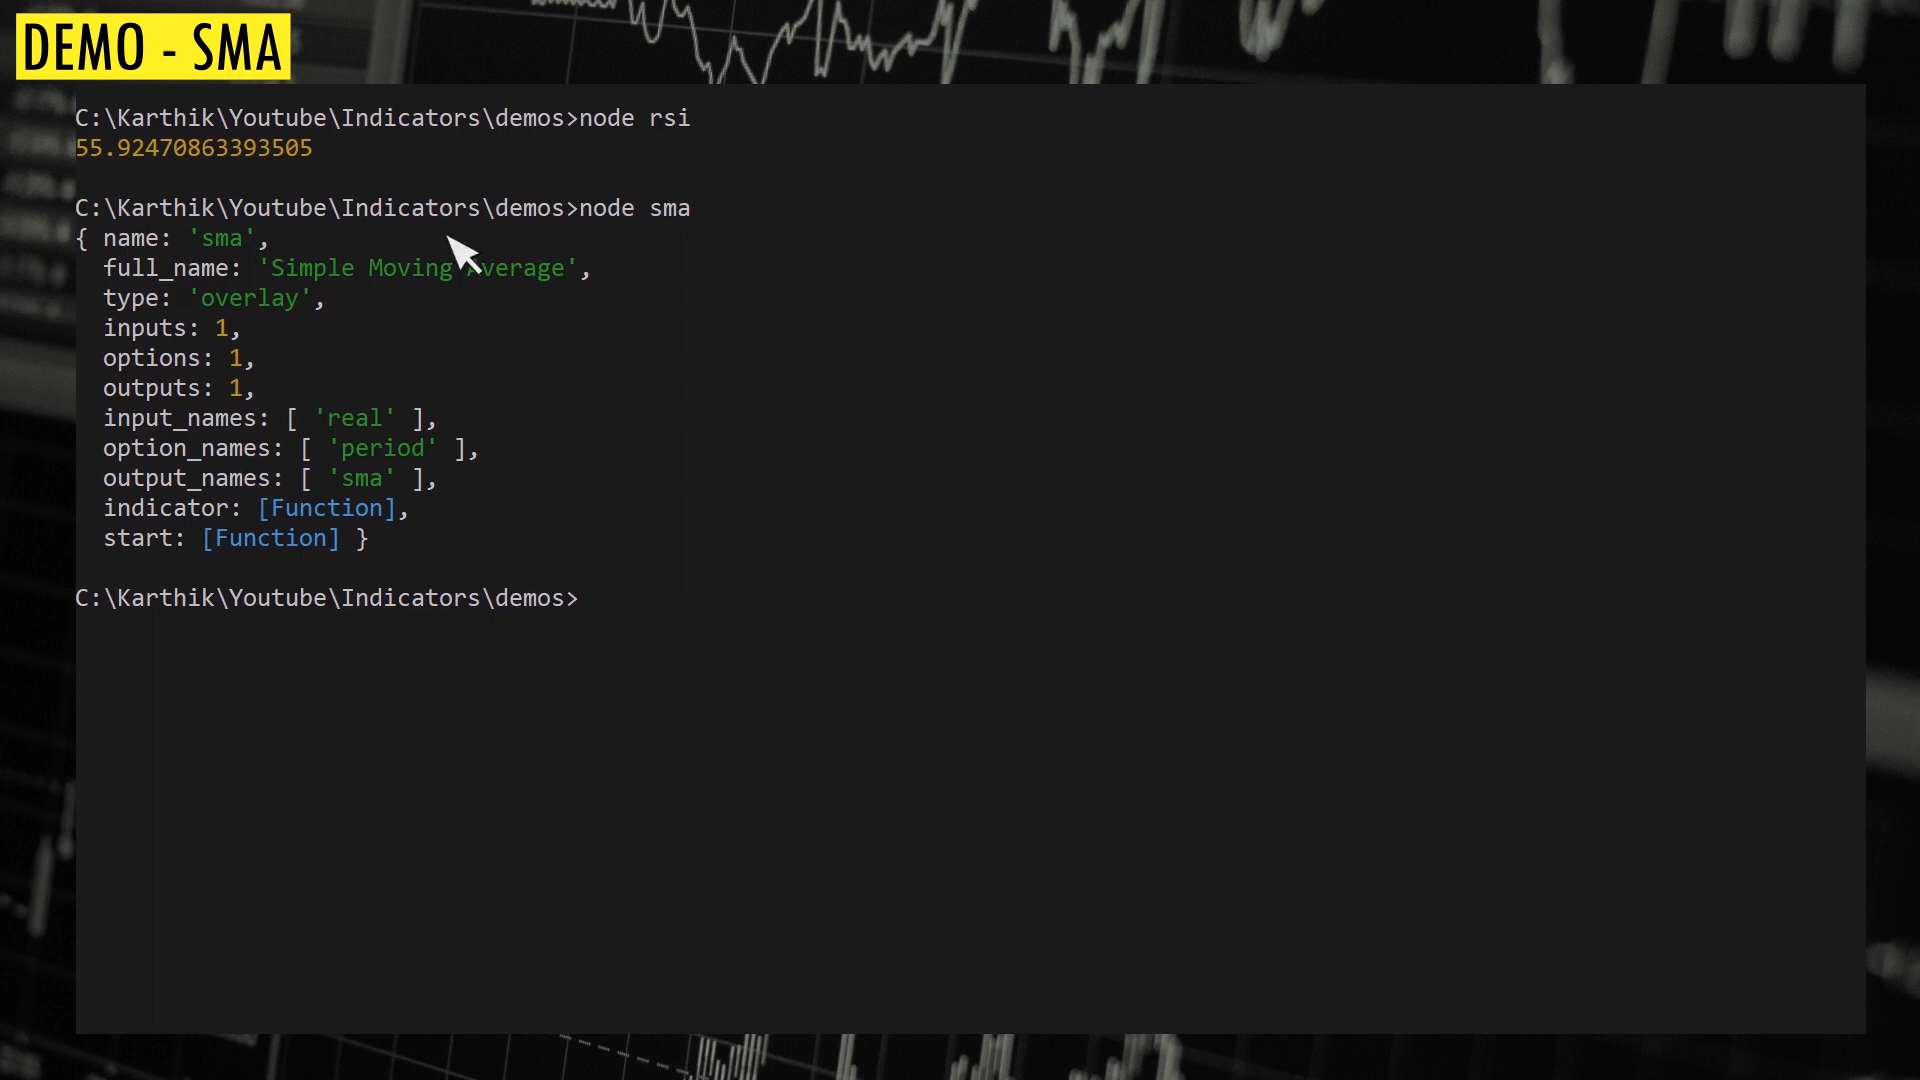 DEMO - SMA
C:\Karthik\Youtube\Indicators\demos>node rsi
55.92470863393505
C:\Karthik\Youtube\Indicators\demos>node sma
{ name: 'sma',
full_name: 'Simple Moving Average',
type: 'overlay',
inputs: 1,
options: 1,
outputs: 1,
input_names: [ 'real' ],
option_names: [ 'period' ],
output_names: [ 'sma' ],
indicator: [Function],
start: [Function] }
C:\Karthik\Youtube\Indicators\demos>